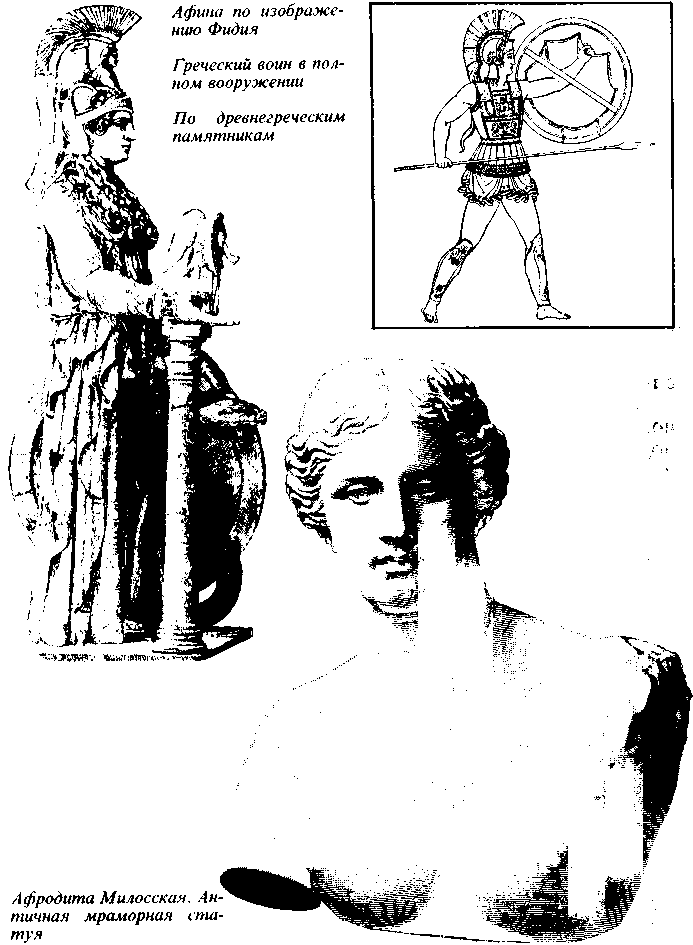 Афина по изображе-
нию Фидия
Греческий воин в пол-
ном вооружении
По древнегреческим
памятникам
Афродита Милосская. Ан-
тичная мраморная ста-
туя